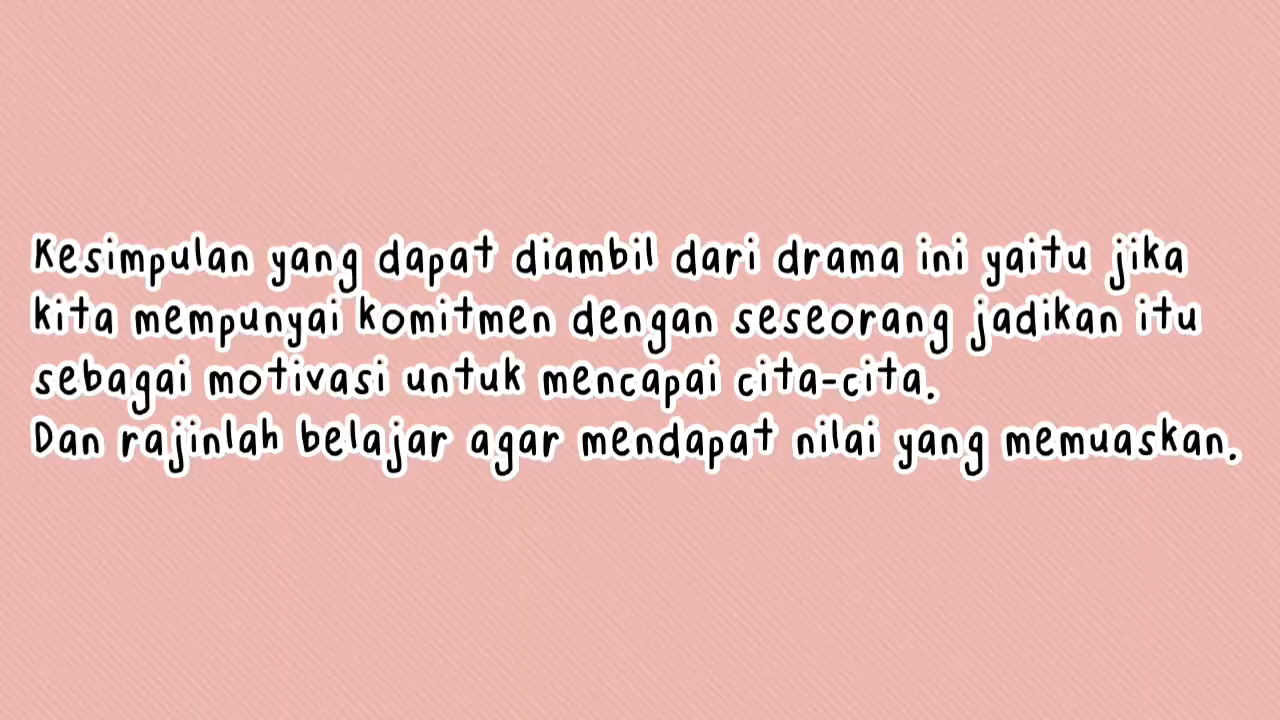 Kesimpulan yang dapat diambil dari drama ini yaitu jika
kita mempunyai komitmen dengan seseorang jadikan itu
sebagai motivasi untuk mencapai cita-cita.
Dan rajinlah belajar agar mendapat nilai yang memuaskan.